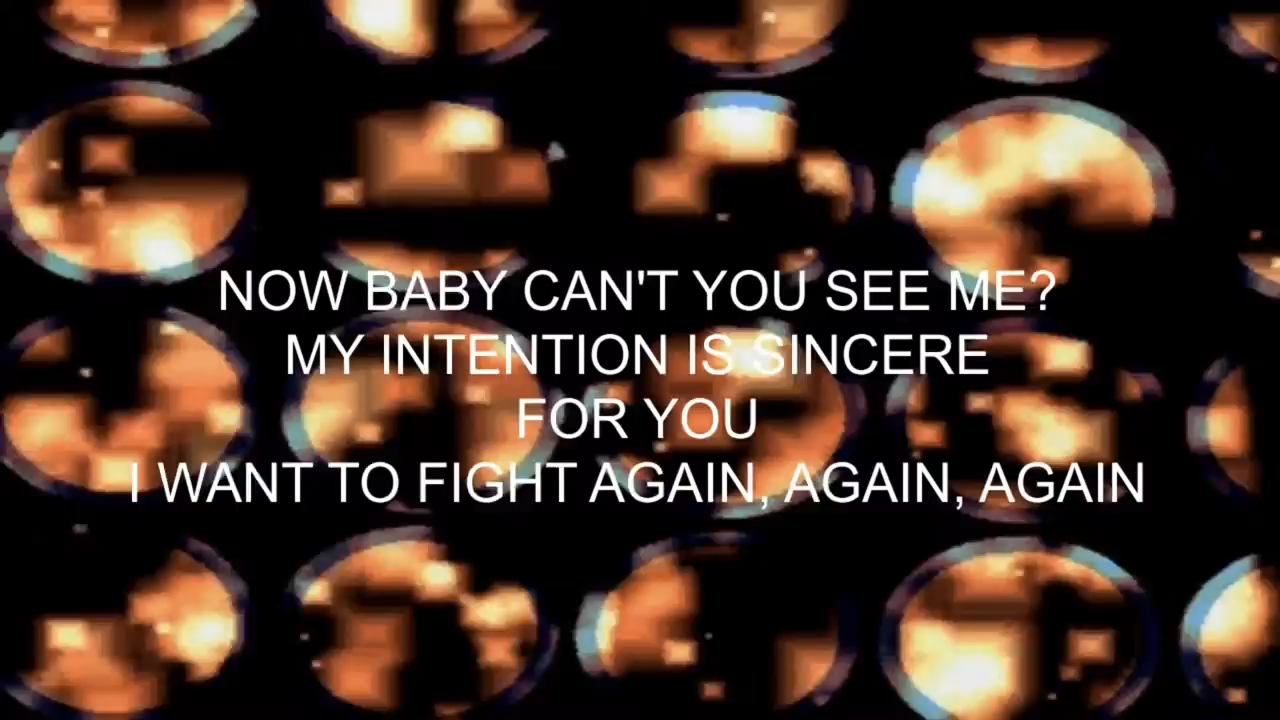 NOW BABY CAN'T YOU SEE ME?
MY INTENTION IS SINCERE
FOR YOU
I WANT TO FIGHT AGAIN, AGAIN, AGAIN